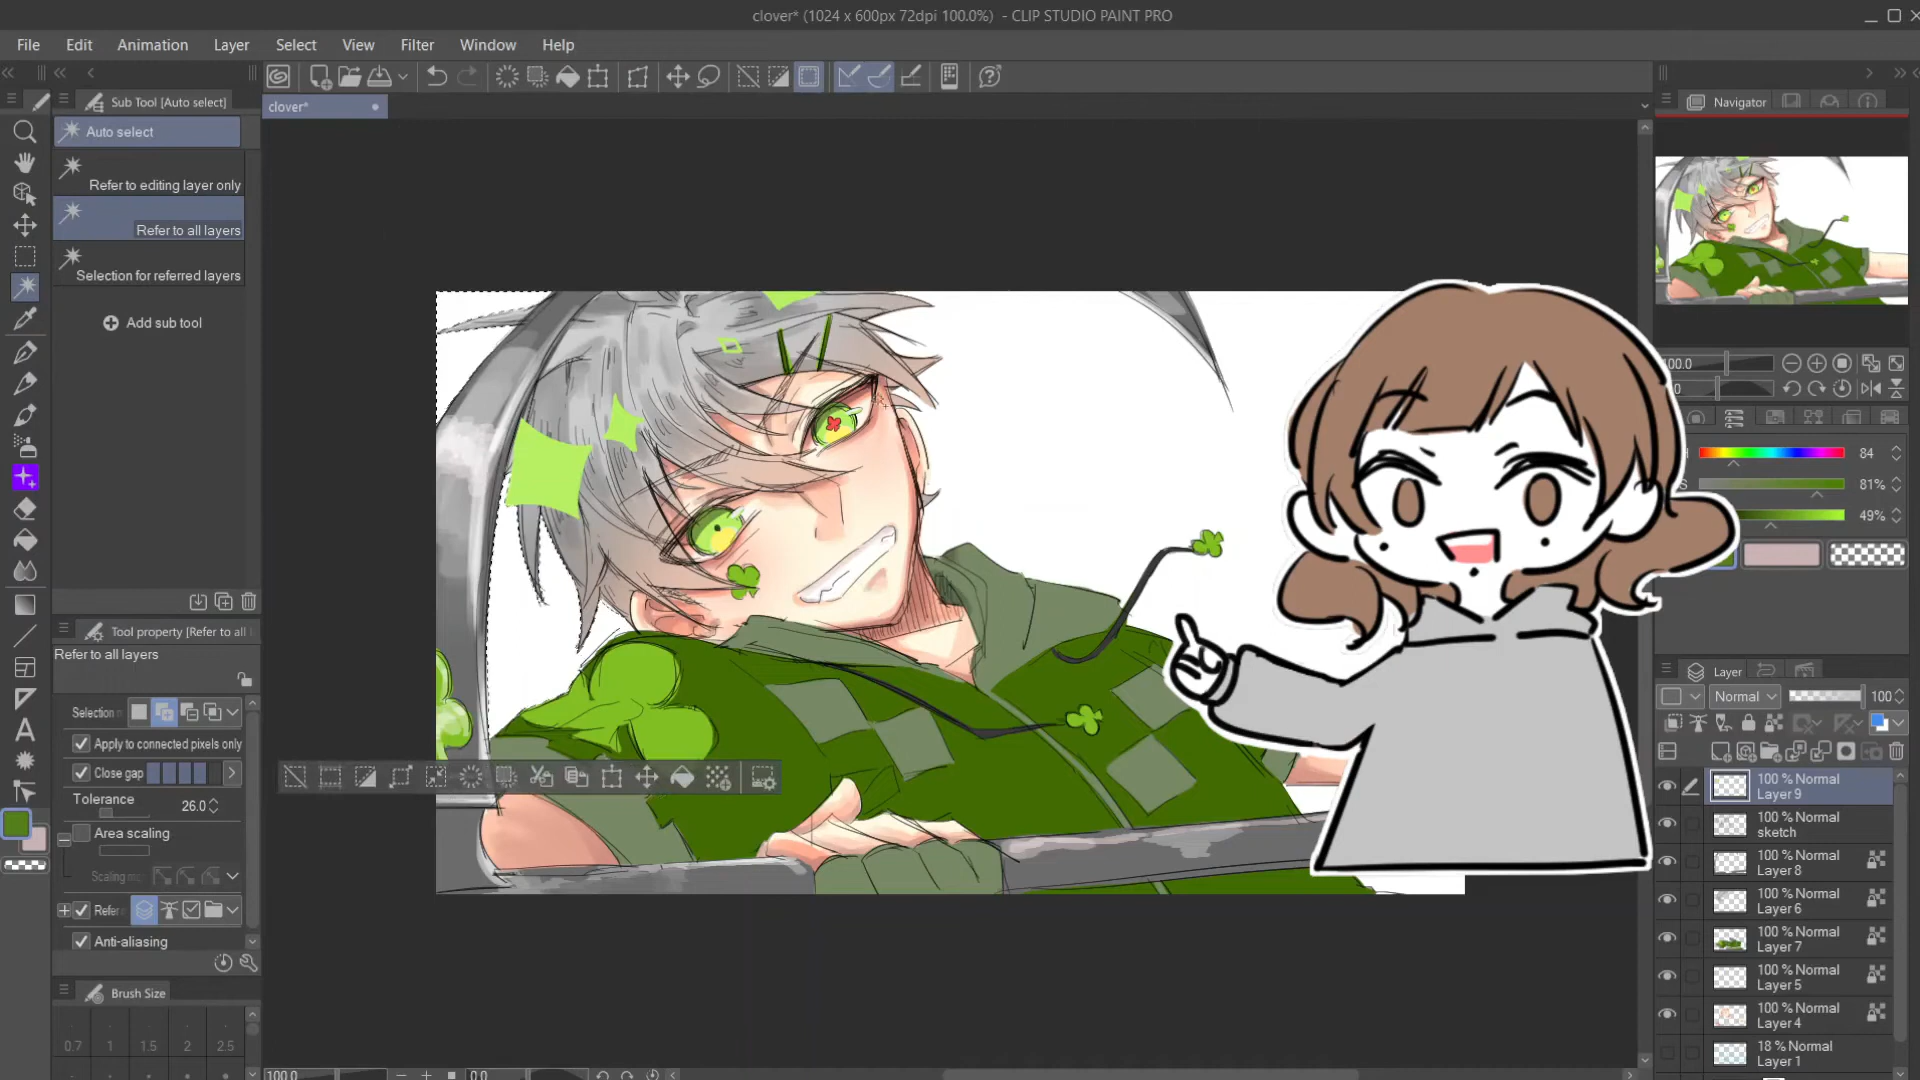 clover* (1024 x 600px 72dpi 100.0%) - CLIP STUDIO PAINT PRO
File Edit Animation Layer Select View Filter Window Help
Sub Tool [Auto select]
clover*
Navigator
Auto select
Refer to editing layer only
Refer to all layers
Selection for referred layers
Add sub tool
84
S 81%
49%
Tool property [Refer to all l
Refer to all layers
Selection
Apply to connected pixels only
Close gap
Tolerance 26.0
Area scaling
Scaling m
Refer
Anti-aliasing
Brush Size
0.7 1 1.5 2 2.5
100.0 0.0
Layer
Normal 100
100 % Normal
Layer 9
100 % Normal
sketch
100 % Normal
Layer 8
100 % Normal
Layer 6
100 % Normal
Layer 7
100 % Normal
Layer 5
100 % Normal
Layer 4
18 % Normal
Layer 1